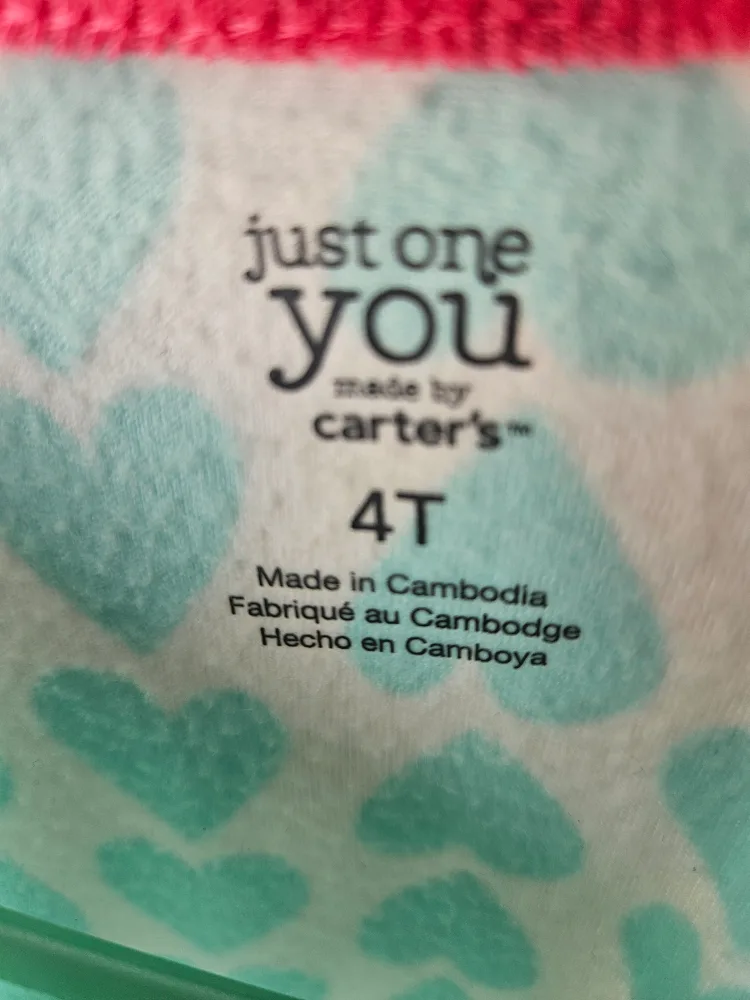 just one
you
made by
carter's™
4T
Made in Cambodia
Fabriqué au Cambodge
Hecho en Camboya